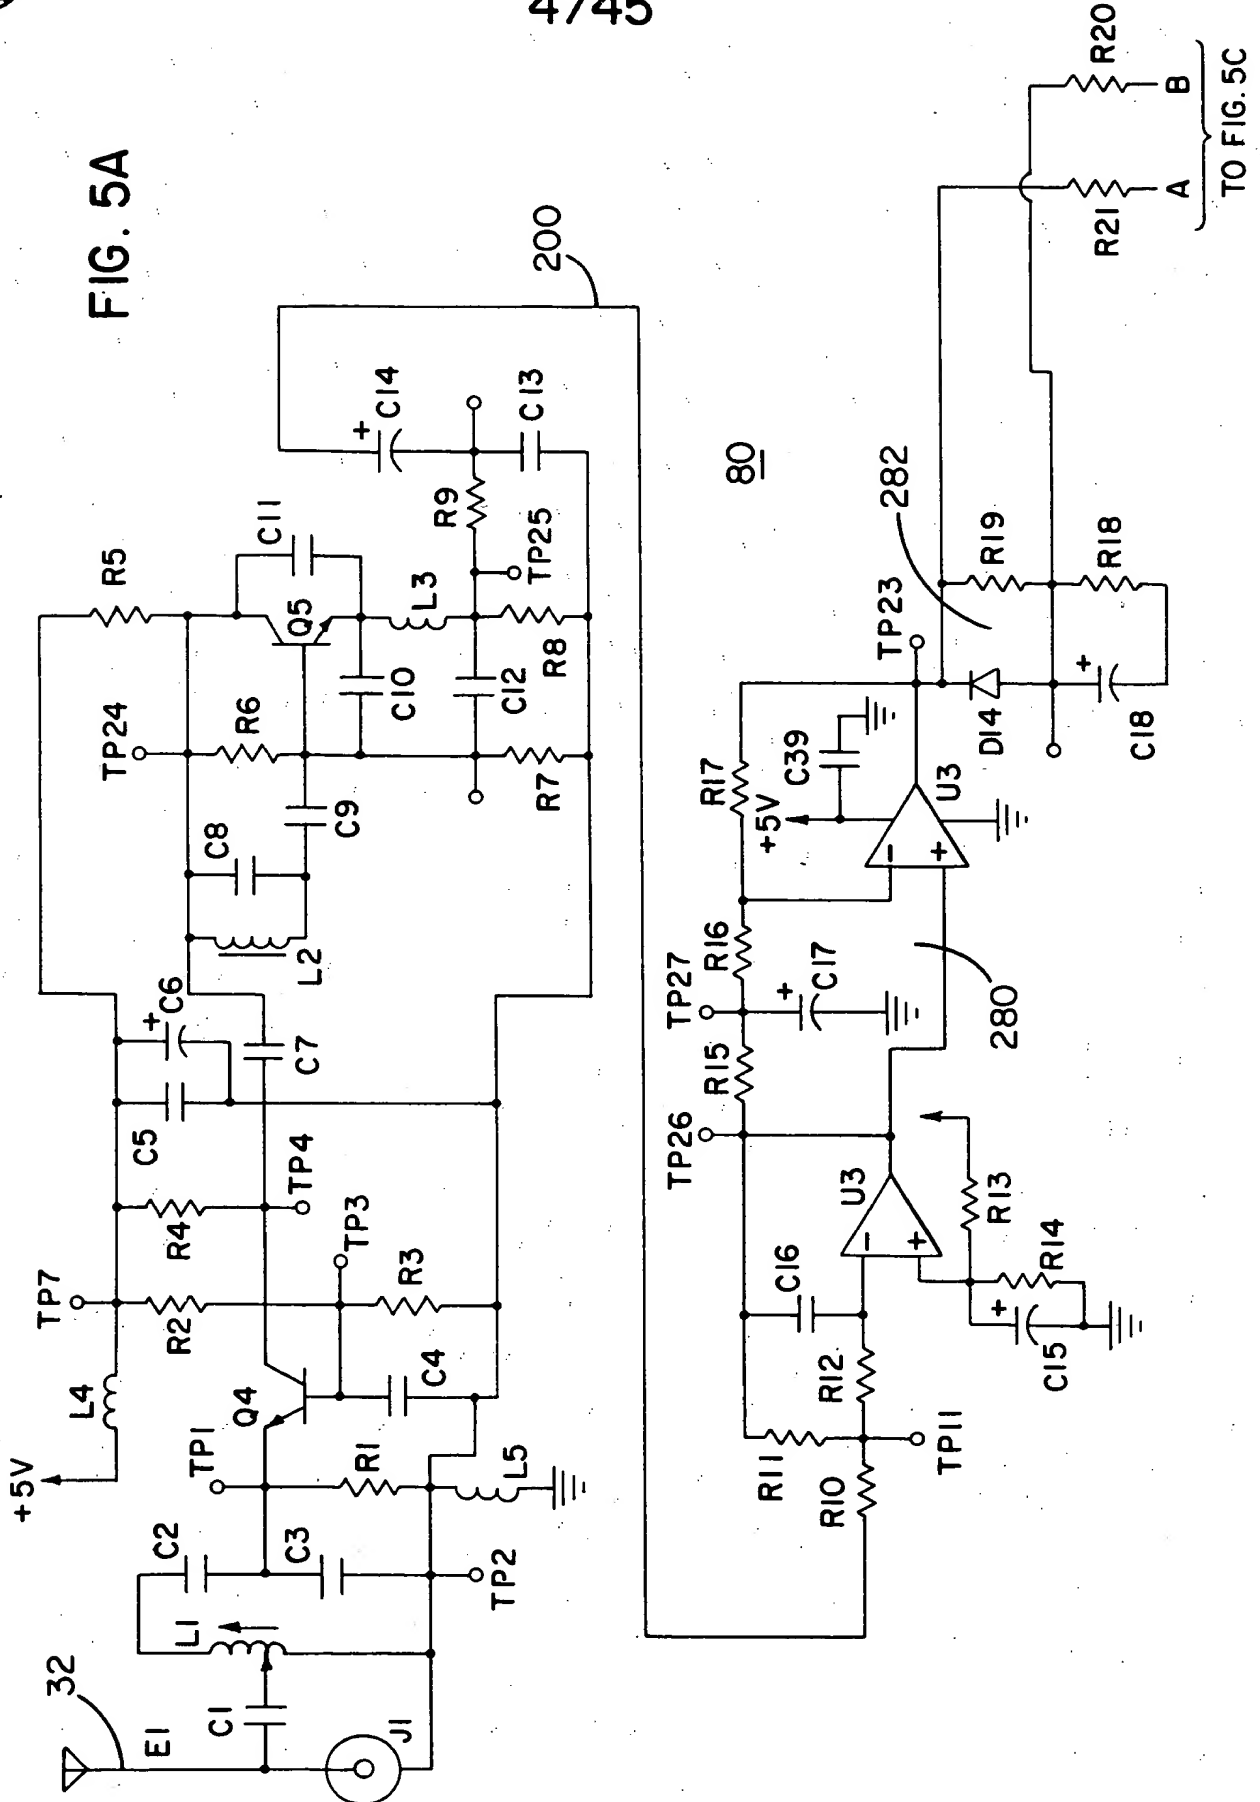 4/45
FIG. 5A
32
E1
J1
C1
L1
C2
C3
TP2
TP1
R1
L5
+5V
L4
Q4
C4
TP7
R2
TP3
R3
R4
TP4
C5
C6
+
C7
L2
C8
C9
TP24
R6
R5
Q5
C11
C10
L3
C12
R7
R8
TP25
R9
C14
+
C13
200
80
R10
R11
TP11
R12
C16
U3
-
+
R13
R14
C15
+
TP26
R15
TP27
R16
C17
+
280
R17
+5V
C39
U3
-
+
TP23
282
D14
R19
R18
C18
+
R21
R20
A
B
TO FIG. 5C